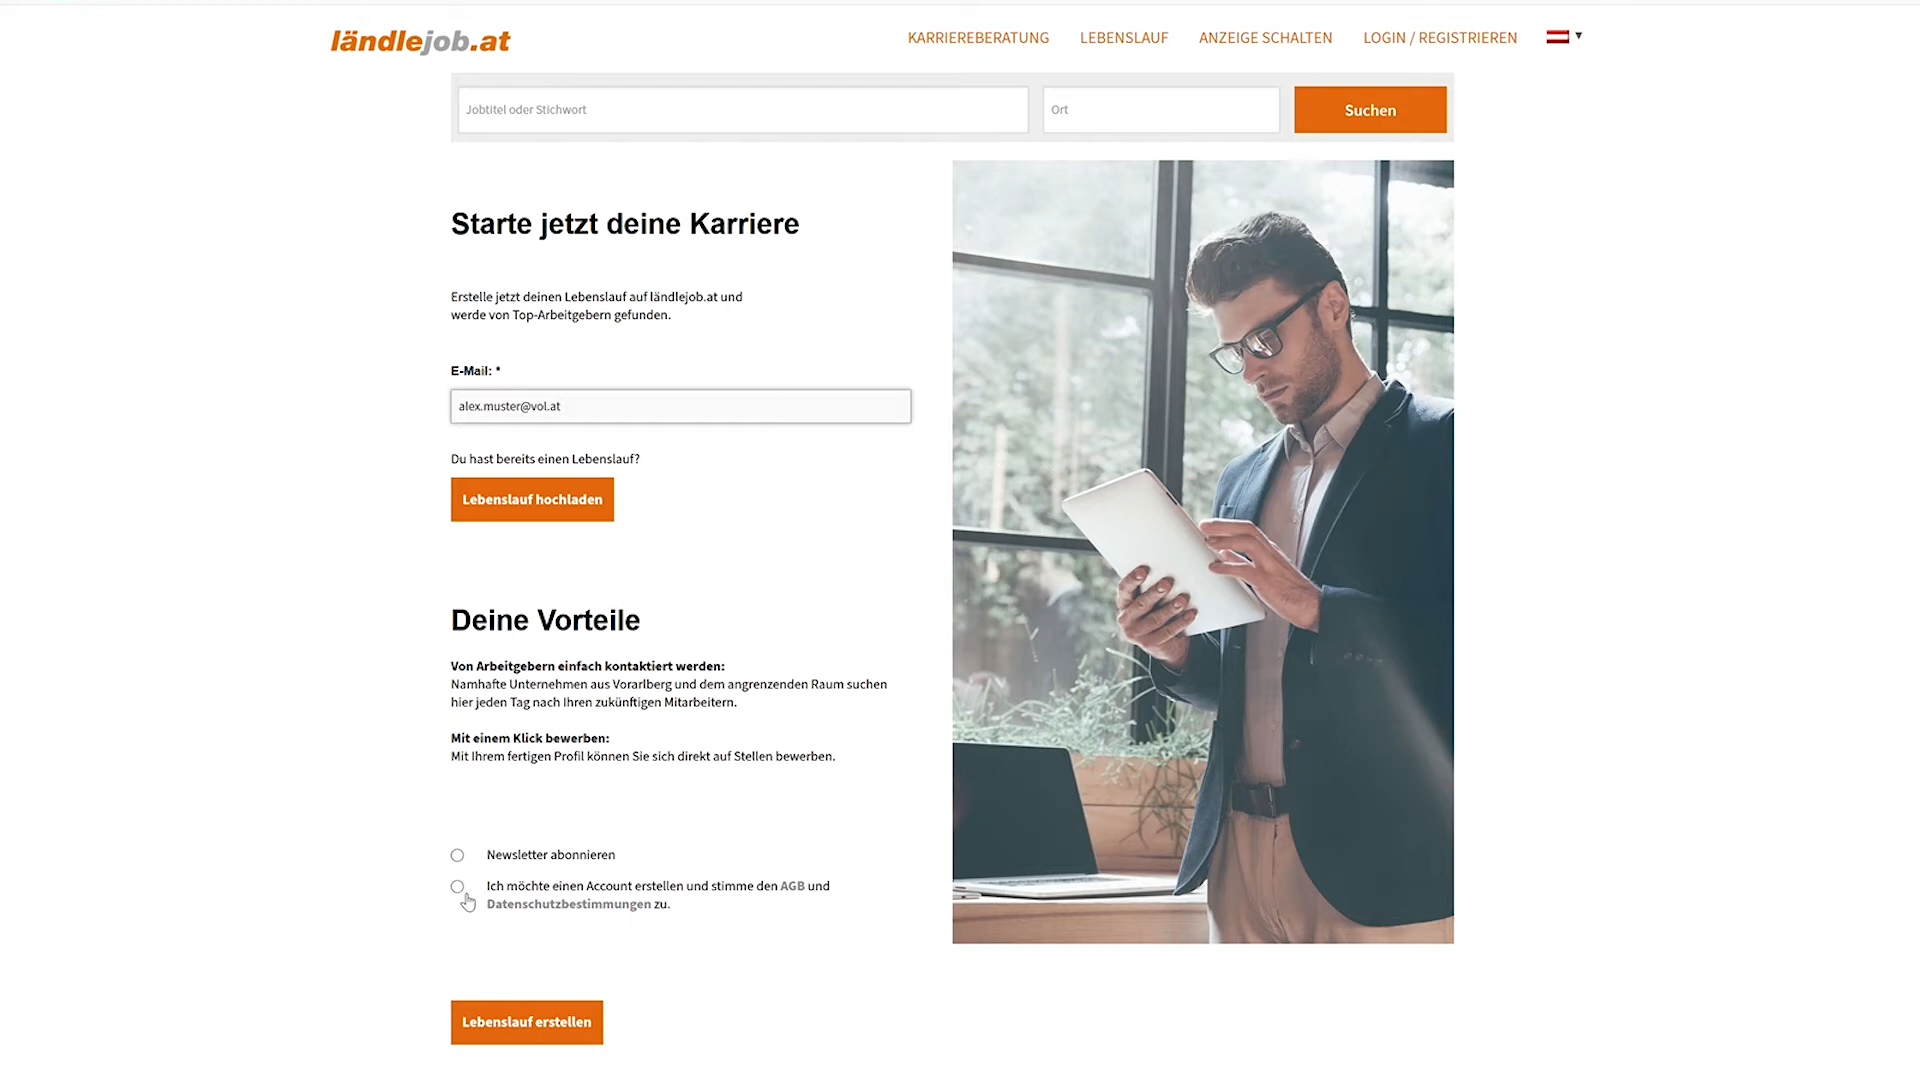 ländlejob.at
KARRIEREBERATUNG
LEBENSLAUF
ANZEIGE SCHALTEN
LOGIN / REGISTRIEREN
Jobtitel oder Stichwort
Ort
Suchen
Starte jetzt deine Karriere
Erstelle jetzt deinen Lebenslauf auf ländlejob.at und
werde von Top-Arbeitgebern gefunden.
E-Mail: *
alex.muster@vol.at
Du hast bereits einen Lebenslauf?
Lebenslauf hochladen
Deine Vorteile
Von Arbeitgebern einfach kontaktiert werden:
Namhafte Unternehmen aus Vorarlberg und dem angrenzenden Raum suchen
hier jeden Tag nach Ihren zukünftigen Mitarbeitern.
Mit einem Klick bewerben:
Mit Ihrem fertigen Profil können Sie sich direkt auf Stellen bewerben.
Newsletter abonnieren
Ich möchte einen Account erstellen und stimme den AGB und
Datenschutzbestimmungen zu.
Lebenslauf erstellen